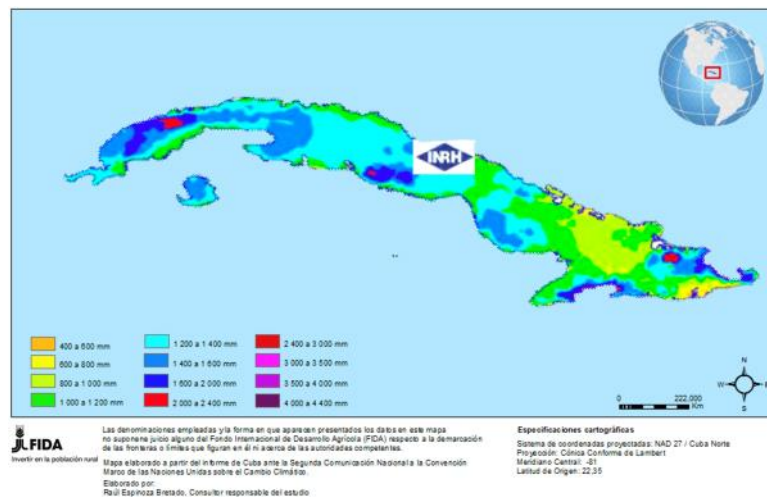 INRH
400 a 600 mm
600 a 800 mm
800 a 1 000 mm
1 000 a 1 200 mm
1 200 a 1 400 mm
1 400 a 1 600 mm
1 600 a 2 000 mm
2 000 a 2 400 mm
2 400 a 3 000 mm
3 000 a 3 500 mm
3 500 a 4 000 mm
4 000 a 4 400 mm
0 222,000
Km
N
W E
S
FIDA
Invertir en la población rural
Las denominaciones empleadas y la forma en que aparecen presentados los datos en este mapa
no suponen juicio alguno del Fondo Internacional de Desarrollo Agrícola (FIDA) respecto a la demarcación
de las fronteras o límites que figuran en él ni acerca de las autoridades competentes.
Mapa elaborado a partir del informe de Cuba ante la Segunda Comunicación Nacional a la Convención
Marco de las Naciones Unidas sobre el Cambio Climático.
Elaborado por:
Raúl Espinoza Bretado, Consultor responsable del estudio
Especificaciones cartográficas
Sistema de coordenadas proyectadas: NAD 27 / Cuba Norte
Proyección: Cónica Conforme de Lambert
Meridiano Central: -81
Latitud de Origen: 22,35